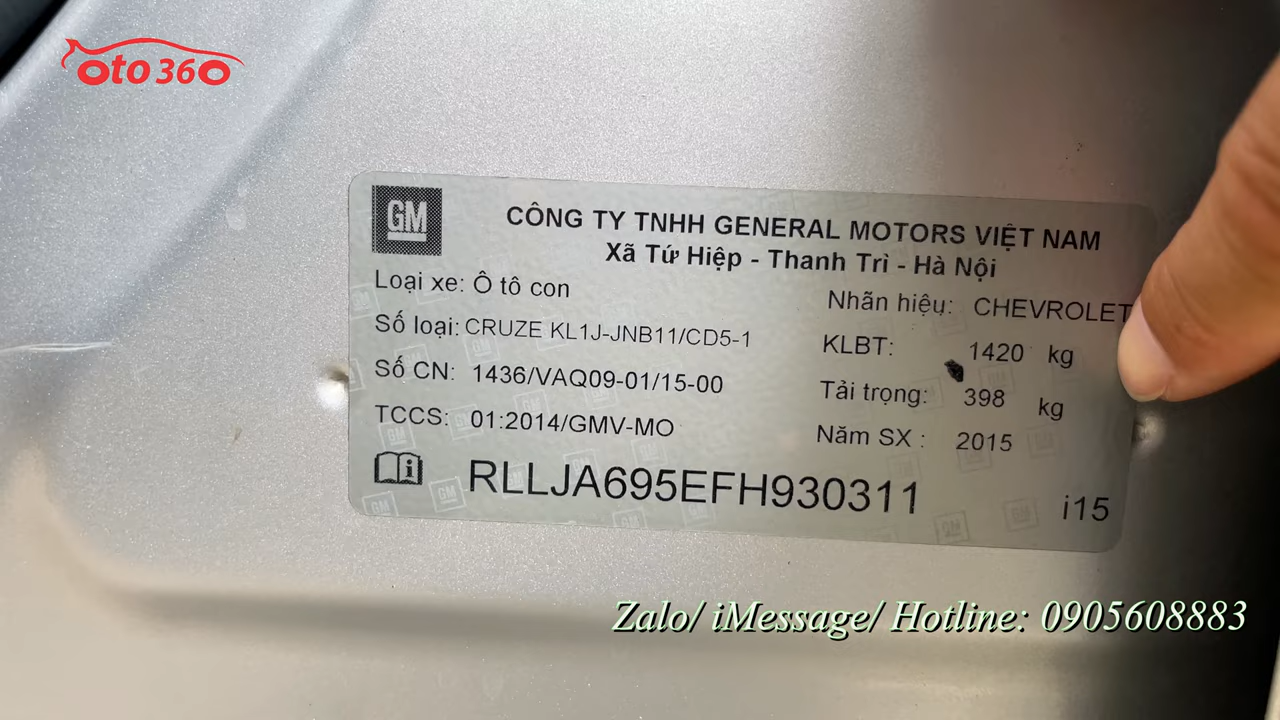 oto 360
GM
CÔNG TY TNHH GENERAL MOTORS VIỆT NAM
Xã Tứ Hiệp - Thanh Trì - Hà Nội
Loại xe: Ô tô con
Nhãn hiệu: CHEVROLET
Số loại: CRUZE KL1J-JNB11/CD5-1
KLBT: 1420 kg
Số CN: 1436/VAQ09-01/15-00
Tải trọng: 398 kg
TCCS: 01:2014/GMV-MO
Năm SX : 2015
i
RLLJA695EFH930311
i15
Zalo/ iMessage/ Hotline: 0905608883